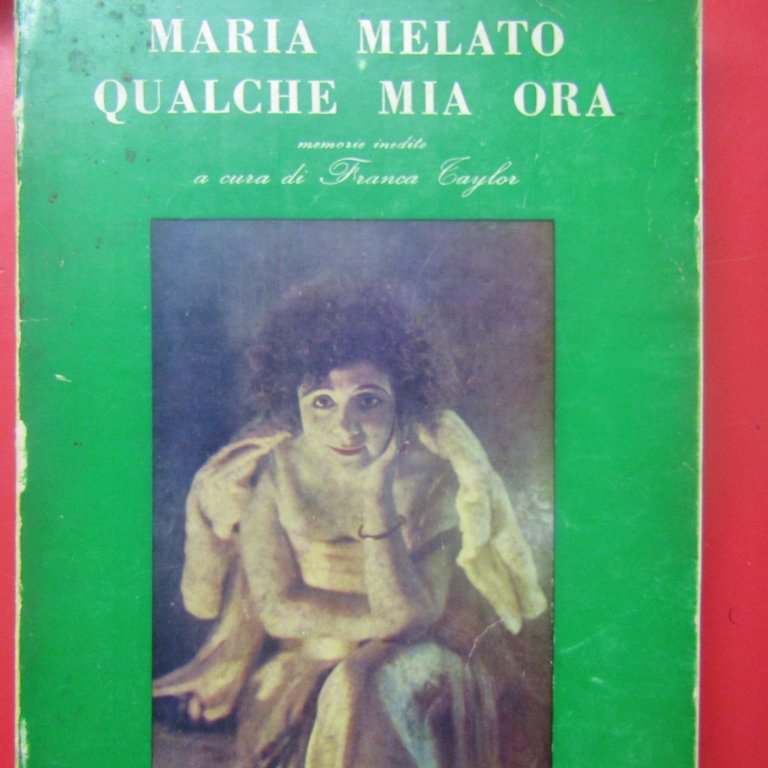 MARIA MELATO
QUALCHE MIA ORA
memorie inedite
a cura di Franca Taylor